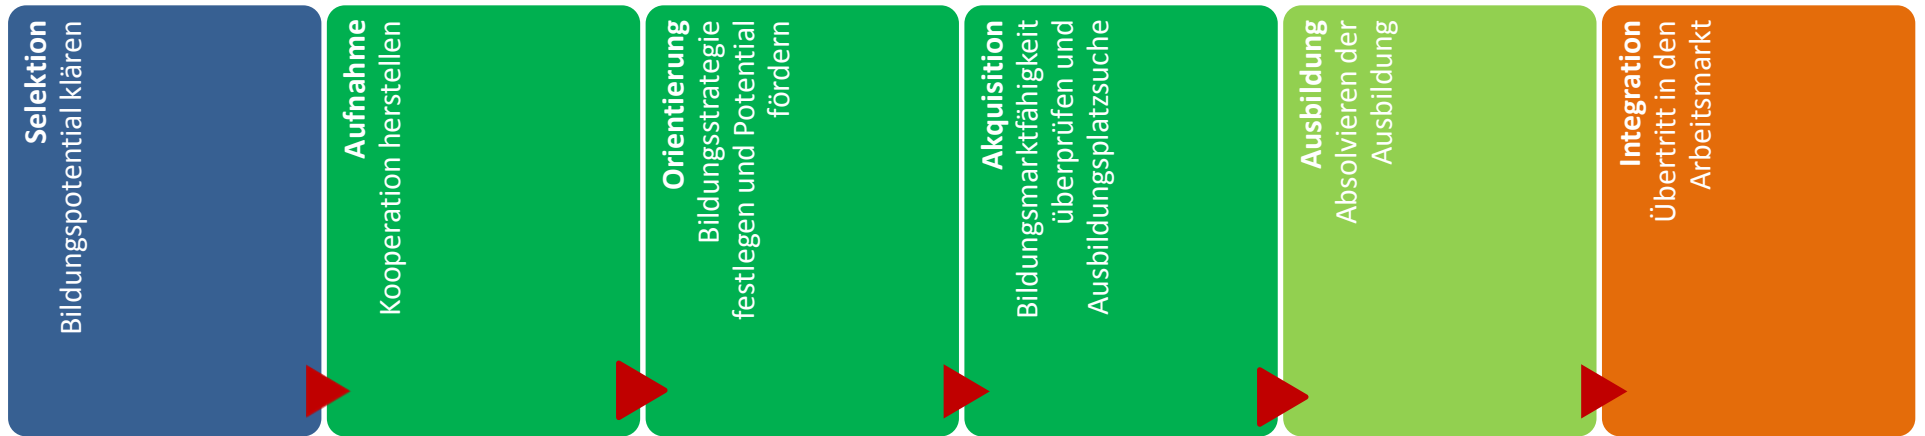 Selektion
Bildungspotential klären
Aufnahme
Kooperation herstellen
Orientierung
Bildungsstrategie
festlegen und Potential
fördern
Akquisition
Bildungsmarktfähigkeit
überprüfen und
Ausbildungsplatzsuche
Ausbildung
Absolvieren der
Ausbildung
Integration
Übertritt in den
Arbeitsmarkt